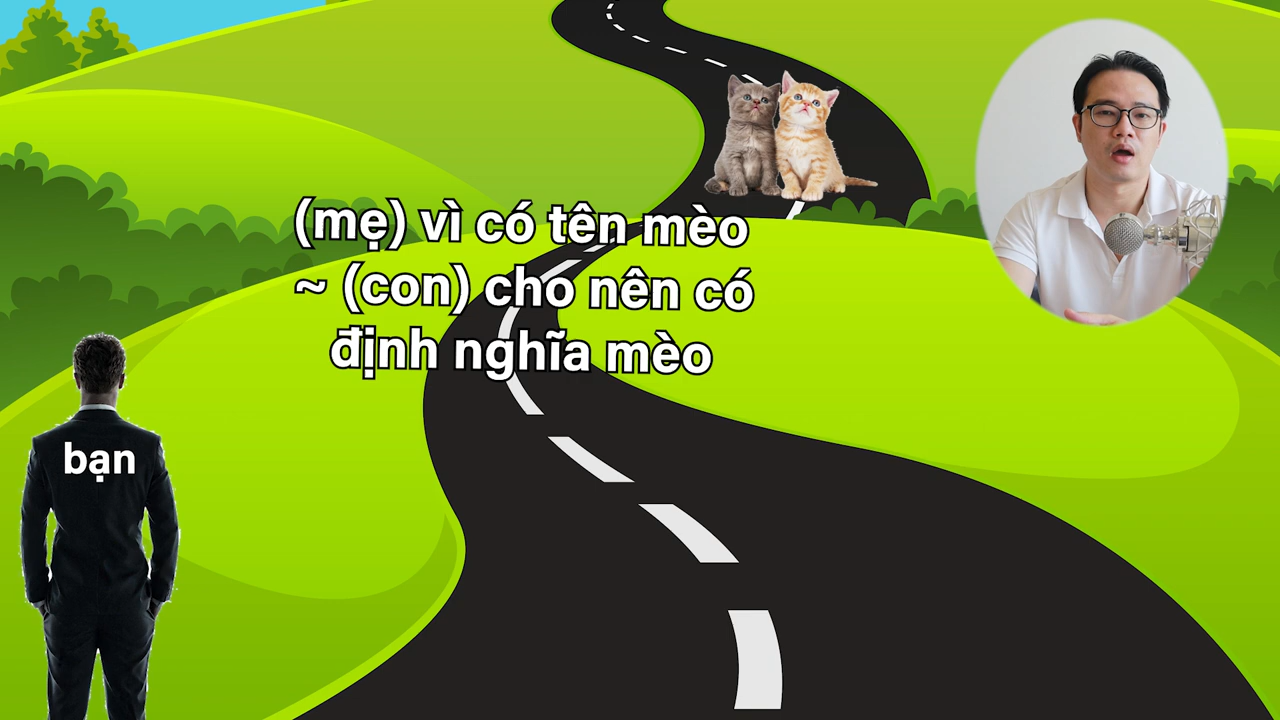 (mẹ) vì có tên mèo
~ (con) cho nên có
định nghĩa mèo
bạn